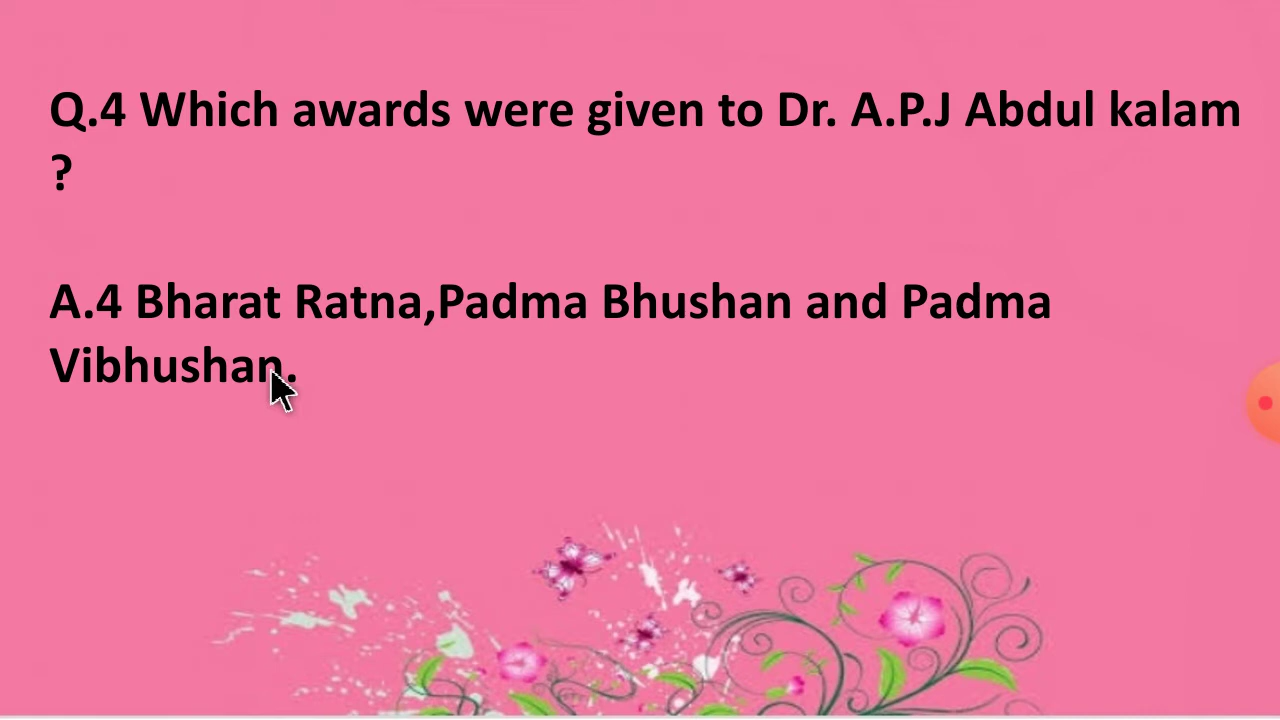 Q.4 Which awards were given to Dr. A.P.J Abdul kalam
?
A.4 Bharat Ratna,Padma Bhushan and Padma
Vibhushan.